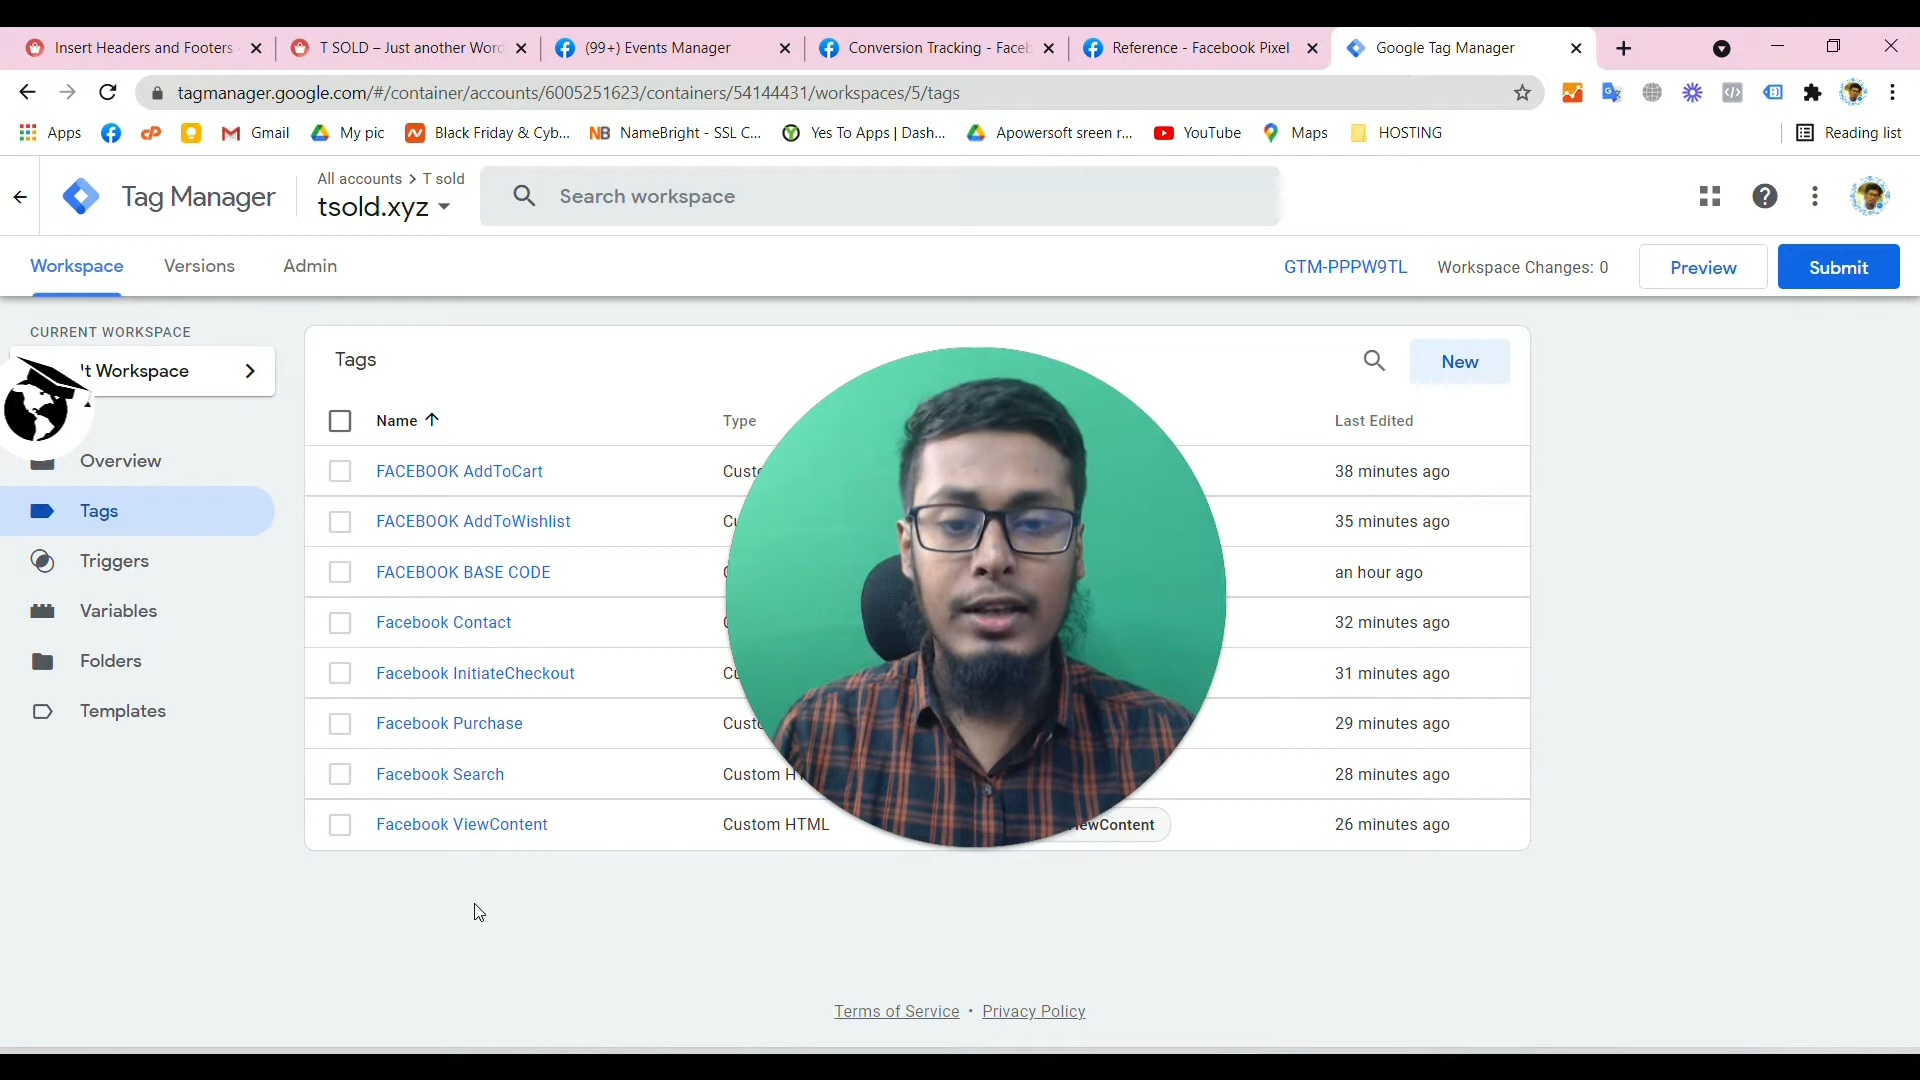 Insert Headers and Footers
T SOLD – Just another Word
(99+) Events Manager
Conversion Tracking - Faceb
Reference - Facebook Pixel
Google Tag Manager
tagmanager.google.com/#/container/accounts/6005251623/containers/54144431/workspaces/5/tags
Apps
Gmail
My pic
Black Friday & Cyb...
NameBright - SSL C...
Yes To Apps | Dash...
Apowersoft sreen r...
YouTube
Maps
HOSTING
Reading list
Tag Manager
All accounts > T sold
tsold.xyz
Search workspace
Workspace
Versions
Admin
GTM-PPPW9TL
Workspace Changes: 0
Preview
Submit
CURRENT WORKSPACE
't Workspace
Overview
Tags
Triggers
Variables
Folders
Templates
Tags
New
Name
Type
Last Edited
FACEBOOK AddToCart
Custo
38 minutes ago
FACEBOOK AddToWishlist
35 minutes ago
FACEBOOK BASE CODE
an hour ago
Facebook Contact
32 minutes ago
Facebook InitiateCheckout
31 minutes ago
Facebook Purchase
Custo
29 minutes ago
Facebook Search
Custom H
28 minutes ago
Facebook ViewContent
Custom HTML
iewContent
26 minutes ago
Terms of Service • Privacy Policy